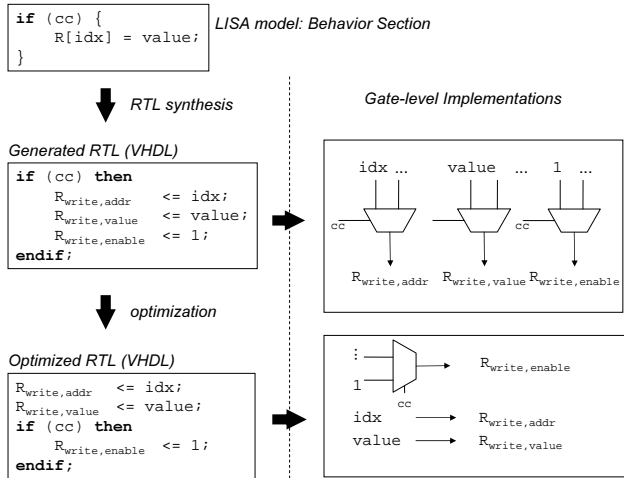 if (cc) {
R[idx] = value;
}
LISA model: Behavior Section
RTL synthesis
Gate-level Implementations
Generated RTL (VHDL)
if (cc) then
Rwrite,addr <= idx;
Rwrite,value <= value;
Rwrite,enable <= 1;
endif;
idx ... value ... 1 ...
cc cc
Rwrite,addr Rwrite,value Rwrite,enable
optimization
Optimized RTL (VHDL)
Rwrite,addr <= idx;
Rwrite,value <= value;
if (cc) then
Rwrite,enable <= 1;
endif;
...
1
cc
Rwrite,enable
idx Rwrite,addr
value Rwrite,value